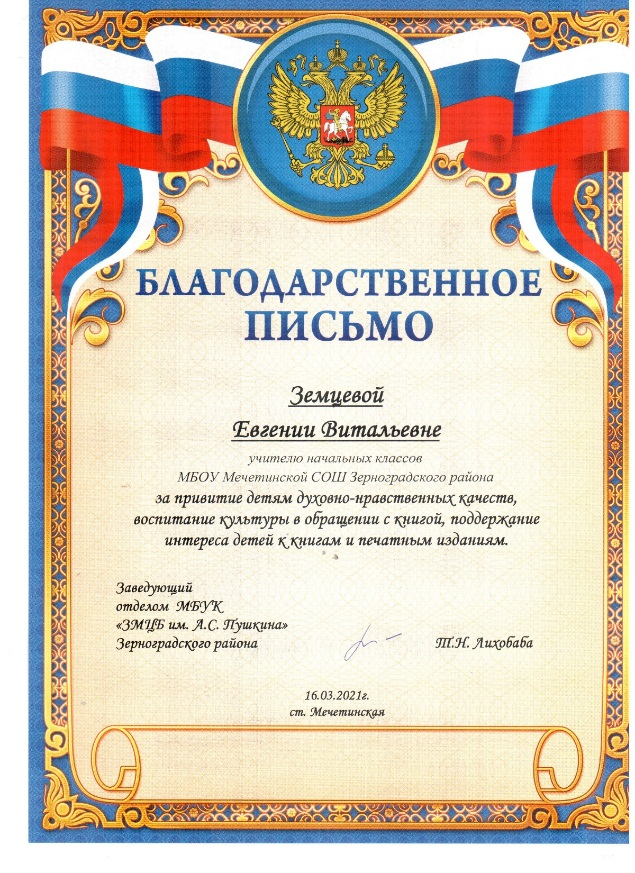 БЛАГОДАРСТВЕННОЕ
ПИСЬМО
Земцевой
Евгении Витальевне
учителю начальных классов
МБОУ Мечетинской СОШ Зерноградского района
за привитие детям духовно-нравственных качеств,
воспитание культуры в обращении с книгой, поддержание
интереса детей к книгам и печатным изданиям.
Заведующий
отделом МБУК
«ЗМЦБ им. А.С. Пушкина»
Зерноградского района Т.Н. Лихобаба
16.03.2021г.
ст. Мечетинская